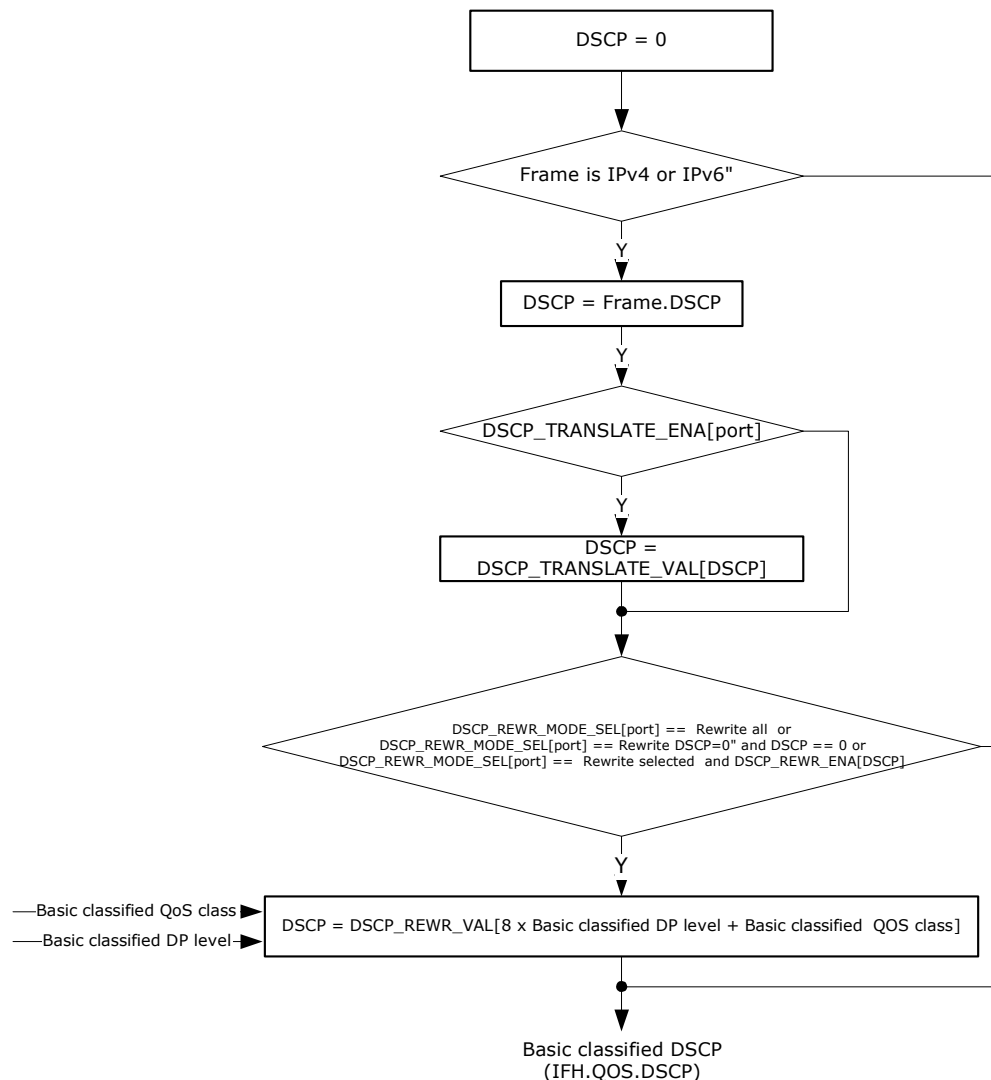 DSCP = 0
Frame is IPv4 or IPv6"
Y
DSCP = Frame.DSCP
Y
DSCP_TRANSLATE_ENA[port]
Y
DSCP =
DSCP_TRANSLATE_VAL[DSCP]
DSCP_REWR_MODE_SEL[port] == Rewrite all or
DSCP_REWR_MODE_SEL[port] == Rewrite DSCP=0" and DSCP == 0 or
DSCP_REWR_MODE_SEL[port] == Rewrite selected and DSCP_REWR_ENA[DSCP]
Y
Basic classified QoS class
Basic classified DP level
DSCP = DSCP_REWR_VAL[8 x Basic classified DP level + Basic classified QOS class]
Basic classified DSCP
(IFH.QOS.DSCP)